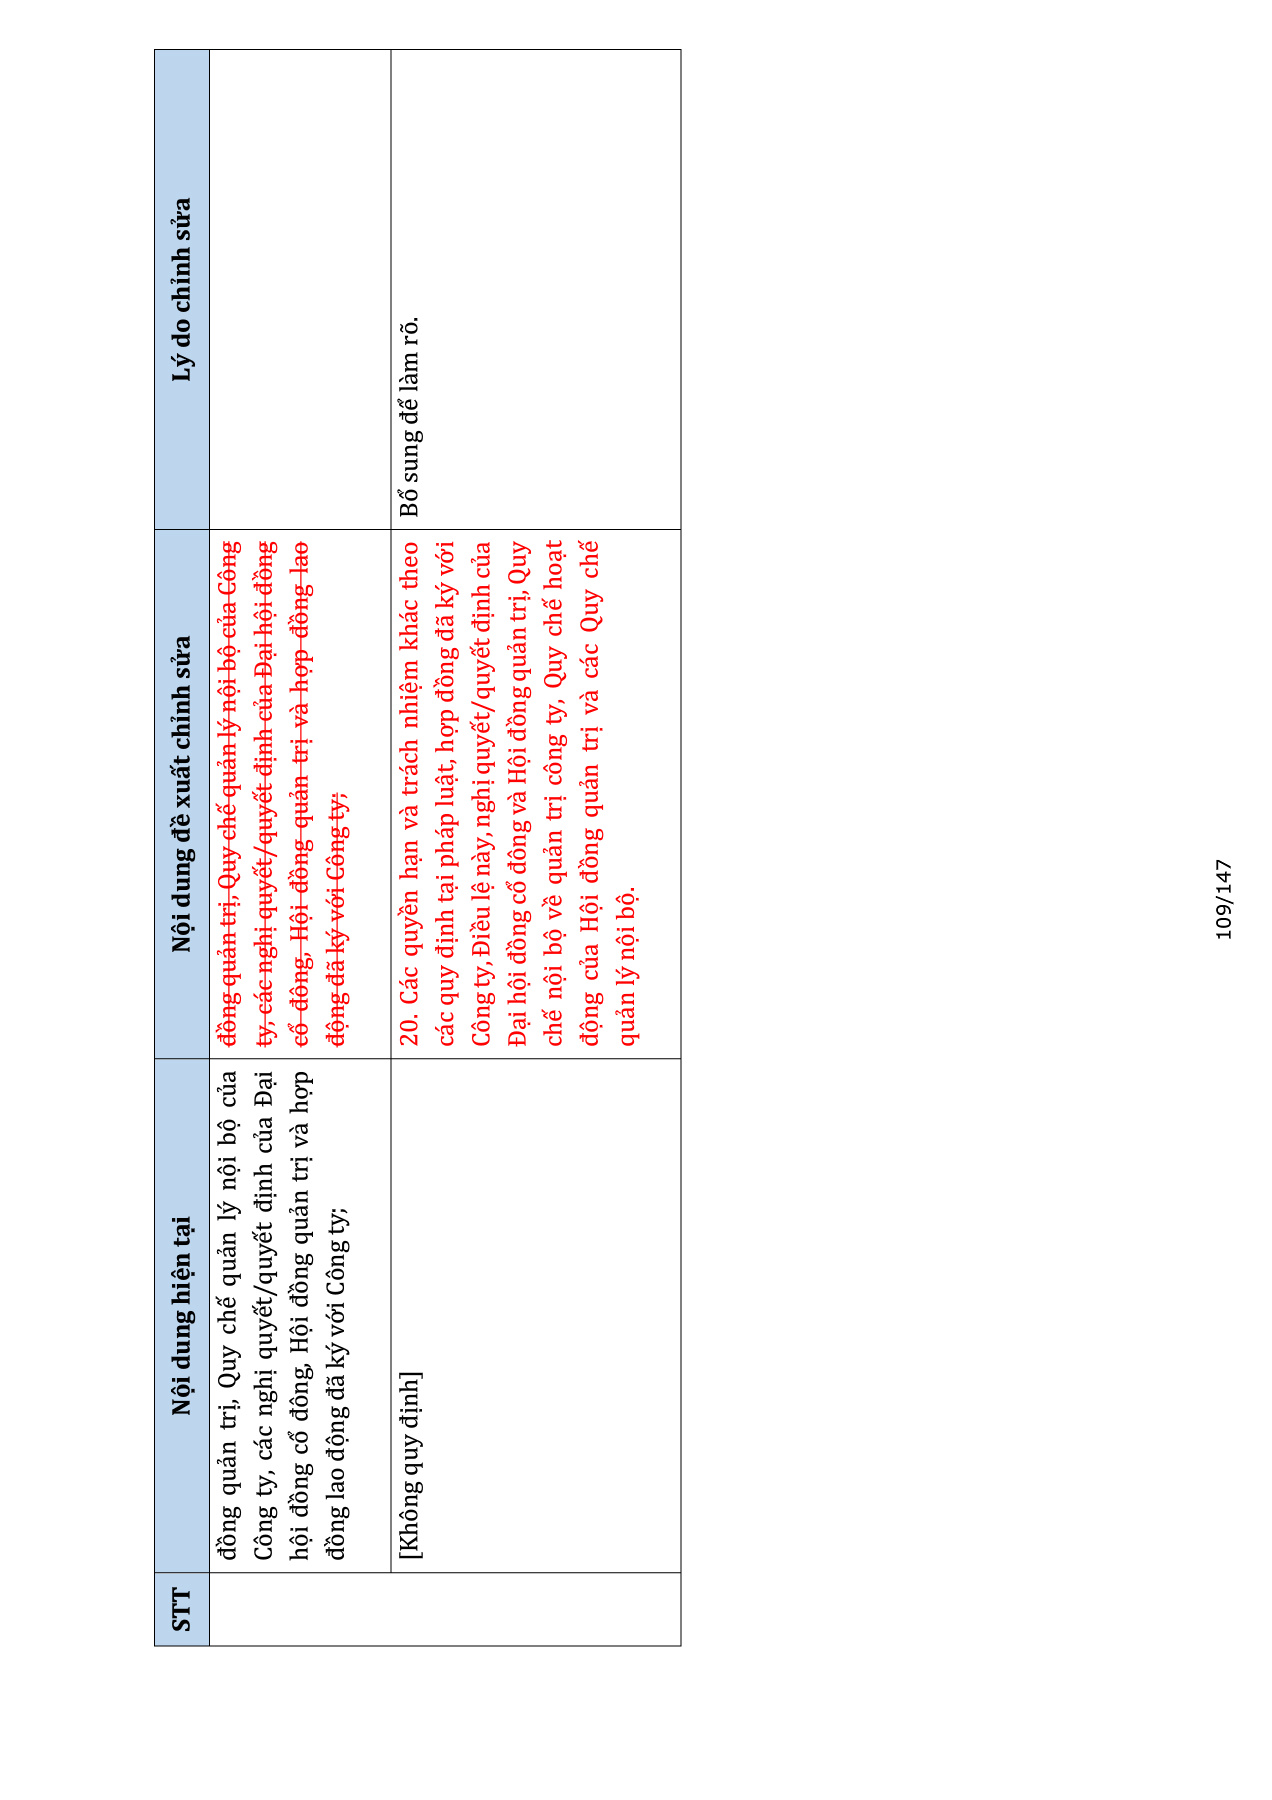 STT
Nội dung hiện tại
Nội dung đề xuất chỉnh sửa
Lý do chỉnh sửa
đồng quản trị, Quy chế quản lý nội bộ của
Công ty, các nghị quyết/quyết định của Đại
hội đồng cổ đông, Hội đồng quản trị và hợp
đồng lao động đã ký với Công ty;
đồng quản trị, Quy chế quản lý nội bộ của Công
ty, các nghị quyết/quyết định của Đại hội đồng
cổ đông, Hội đồng quản trị và hợp đồng lao
động đã ký với Công ty;
[Không quy định]
20. Các quyền hạn và trách nhiệm khác theo
các quy định tại pháp luật, hợp đồng đã ký với
Công ty, Điều lệ này, nghị quyết/quyết định của
Đại hội đồng cổ đông và Hội đồng quản trị, Quy
chế nội bộ về quản trị công ty, Quy chế hoạt
động của Hội đồng quản trị và các Quy chế
quản lý nội bộ.
Bổ sung để làm rõ.
109/147